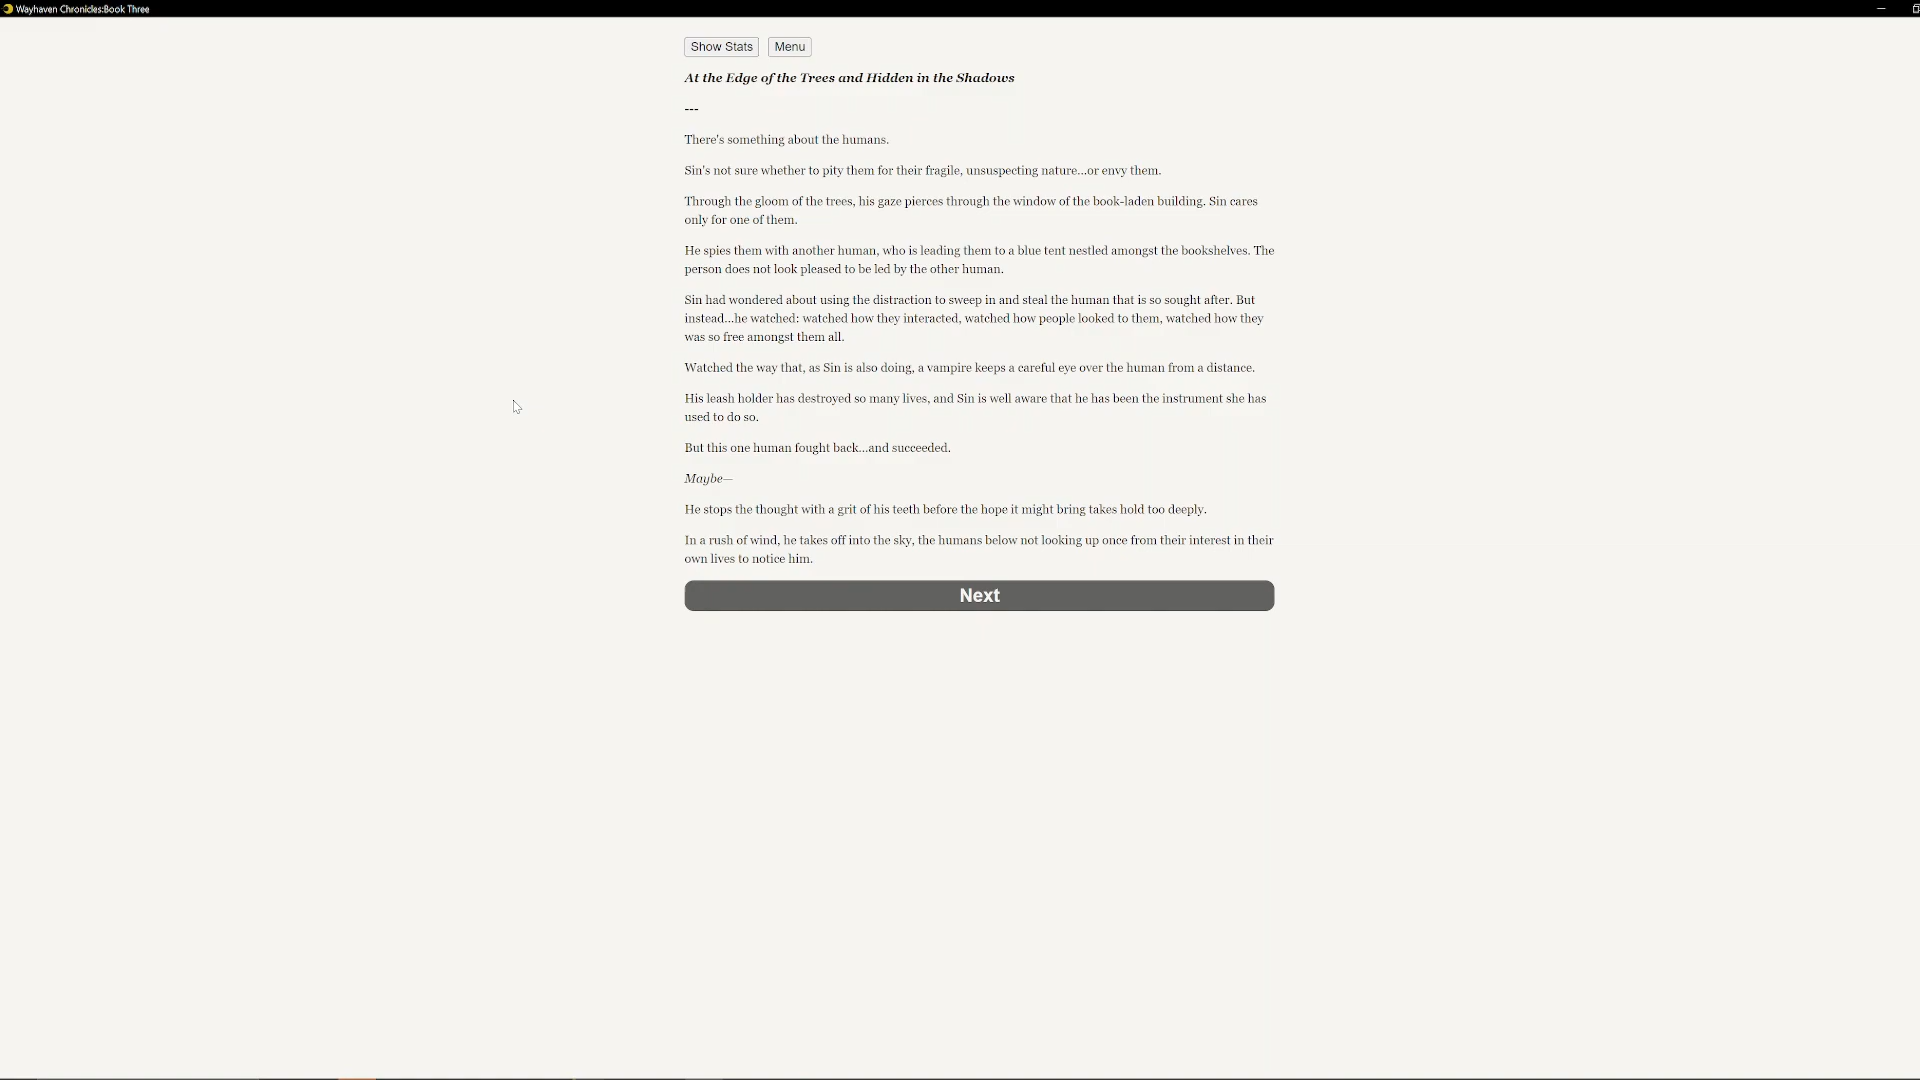 Wayhaven Chronicles:Book Three
Show Stats Menu
At the Edge of the Trees and Hidden in the Shadows
---
There's something about the humans.
Sin's not sure whether to pity them for their fragile, unsuspecting nature...or envy them.
Through the gloom of the trees, his gaze pierces through the window of the book-laden building. Sin cares
only for one of them.
He spies them with another human, who is leading them to a blue tent nestled amongst the bookshelves. The
person does not look pleased to be led by the other human.
Sin had wondered about using the distraction to sweep in and steal the human that is so sought after. But
instead...he watched: watched how they interacted, watched how people looked to them, watched how they
was so free amongst them all.
Watched the way that, as Sin is also doing, a vampire keeps a careful eye over the human from a distance.
His leash holder has destroyed so many lives, and Sin is well aware that he has been the instrument she has
used to do so.
But this one human fought back...and succeeded.
Maybe—
He stops the thought with a grit of his teeth before the hope it might bring takes hold too deeply.
In a rush of wind, he takes off into the sky, the humans below not looking up once from their interest in their
own lives to notice him.
Next